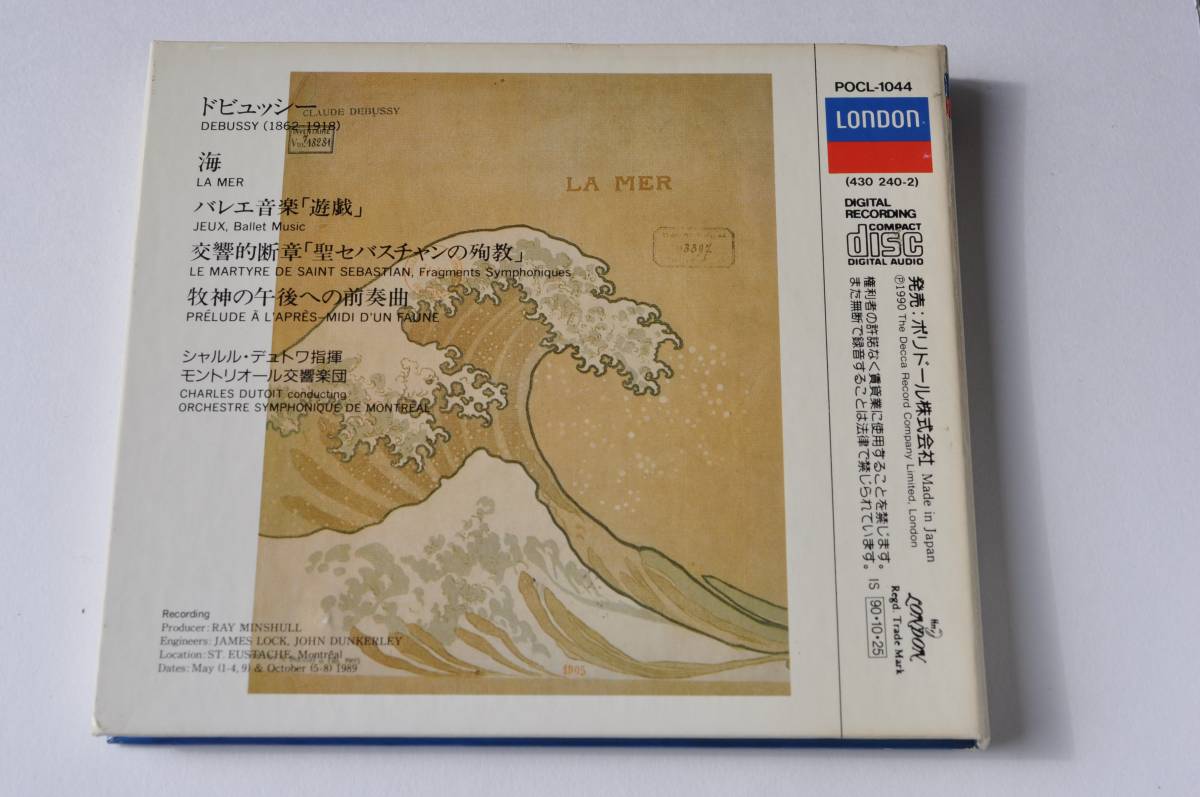 ドビュッシー
CLAUDE DEBUSSY
DEBUSSY (1862-1918)
INVENTAIRE
18281
海
LA MER
LA MER
バレエ音楽「遊戯」
JEUX, Ballet Music
交響的断章「聖セバスチャンの殉教」
LE MARTYRE DE SAINT SEBASTIAN, Fragments Symphoniques
牧神の午後への前奏曲
PRÉLUDE À L'APRÈS-MIDI D'UN FAUNE
シャルル・デュトワ指揮
モントリオール交響楽団
CHARLES DUTOIT conducting
ORCHESTRE SYMPHONIQUE DE MONTRÉAL
Recording
Producer: RAY MINSHULL
Engineers: JAMES LOCK, JOHN DUNKERLEY
Location: ST. EUSTACHE, Montréal
Dates: May (1-4, 9) & October (5-8) 1989
1905
POCL-1044
LONDON
(430 240-2)
DIGITAL
RECORDING
COMPACT
disc
DIGITAL AUDIO
発売:ポリドール株式会社 Made in Japan
Ⓟ1990 The Decca Record Company Limited, London
権利者の許諾なく賃貸業に使用することを禁じます。
また無断で録音することは法律で禁じられています。
IS 90・10・25
LONDON
Regd. Trade Mark